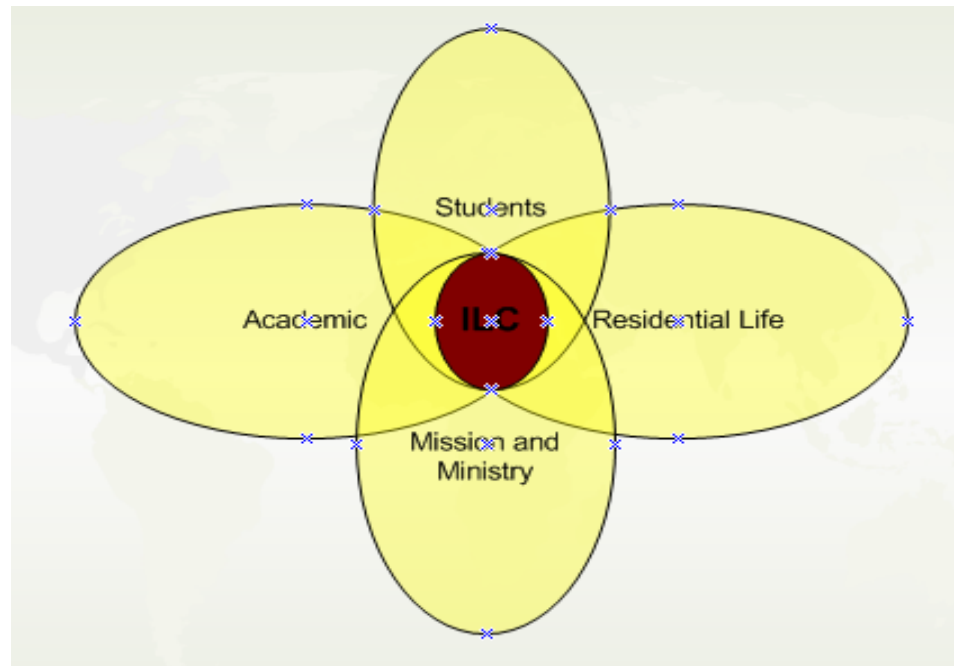 Students
Academic
ILC
Residential Life
Mission and
Ministry